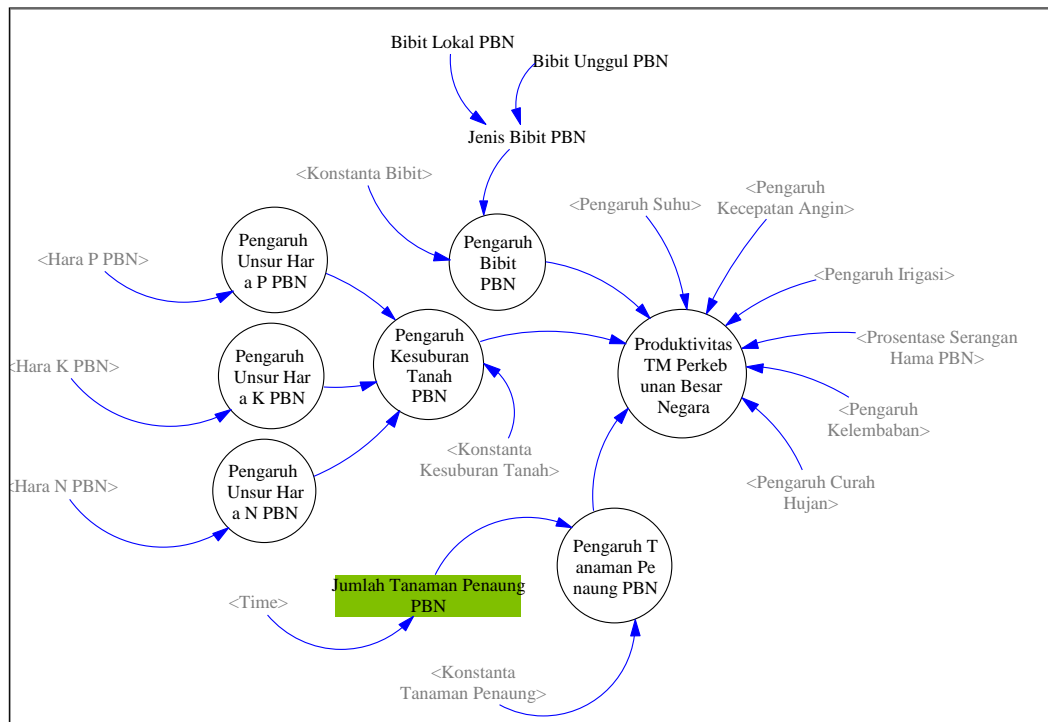 Bibit Lokal PBN
Bibit Unggul PBN
Jenis Bibit PBN
<Konstanta Bibit>
<Pengaruh Suhu>
<Pengaruh
Kecepatan Angin>
Pengaruh
Unsur Har
a P PBN
<Hara P PBN>
Pengaruh
Bibit
PBN
<Pengaruh Irigasi>
Pengaruh
Kesuburan
Tanah
PBN
Produktivitas
TM Perkeb
unan Besar
Negara
<Prosentase Serangan
Hama PBN>
<Hara K PBN>
Pengaruh
Unsur Har
a K PBN
<Pengaruh
Kelembaban>
<Konstanta
Kesuburan Tanah>
<Hara N PBN>
Pengaruh
Unsur Har
a N PBN
<Pengaruh Curah
Hujan>
Pengaruh T
anaman Pe
naung PBN
Jumlah Tanaman Penaung
PBN
<Time>
<Konstanta
Tanaman Penaung>